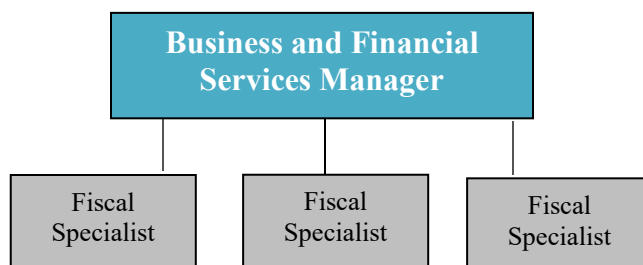 Business and Financial
Services Manager
Fiscal
Specialist
Fiscal
Specialist
Fiscal
Specialist